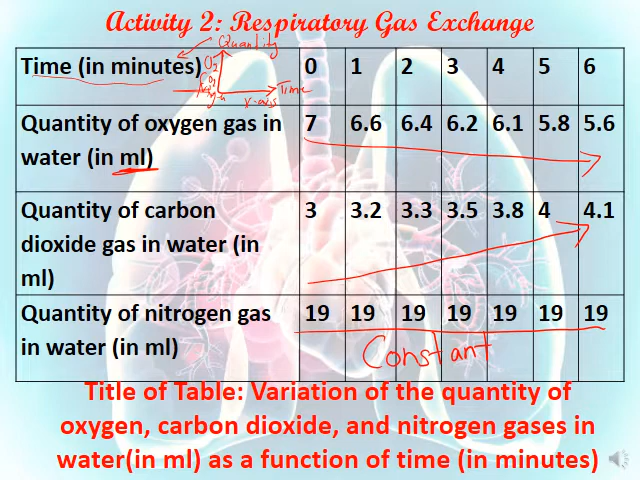 Activity 2: Respiratory Gas Exchange
Quantity
Time (in minutes) 0 1 2 3 4 5 6
O2
CO2
Time
x-axis
Quantity of oxygen gas in water (in ml) 7 6.6 6.4 6.2 6.1 5.8 5.6
Quantity of carbon dioxide gas in water (in ml) 3 3.2 3.3 3.5 3.8 4 4.1
Quantity of nitrogen gas in water (in ml) 19 19 19 19 19 19 19
Constant
Title of Table: Variation of the quantity of
oxygen, carbon dioxide, and nitrogen gases in
water(in ml) as a function of time (in minutes)